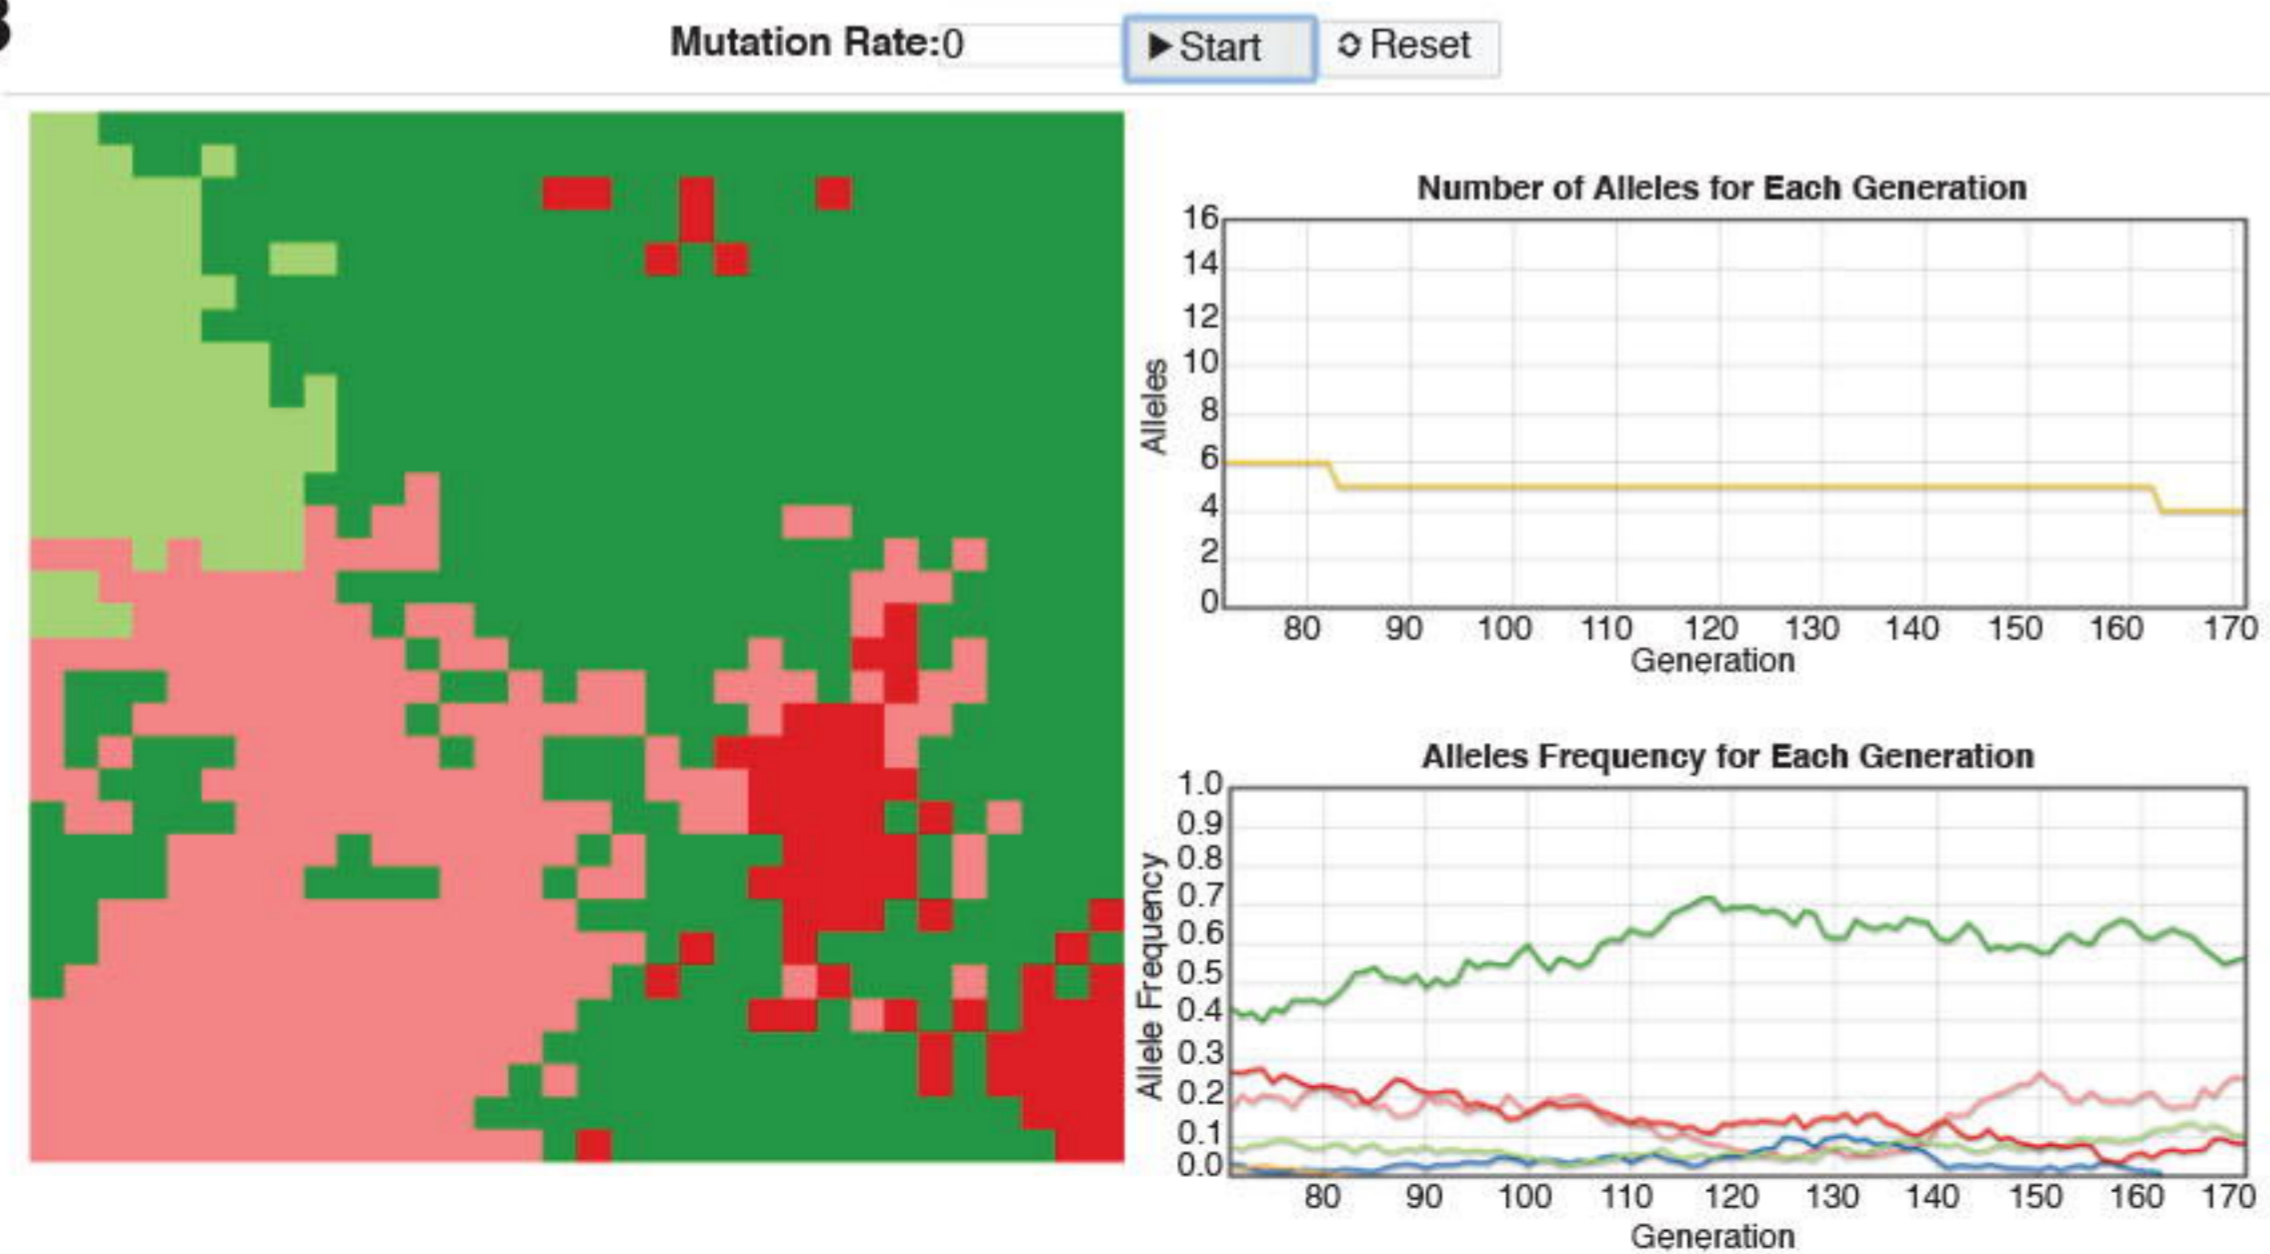 Mutation Rate:0 Start Reset
Number of Alleles for Each Generation
16
14
12
10
8
6
4
2
0
Alleles
80 90 100 110 120 130 140 150 160 170
Generation
Alleles Frequency for Each Generation
1.0
0.9
0.8
0.7
0.6
0.5
0.4
0.3
0.2
0.1
0.0
Allele Frequency
80 90 100 110 120 130 140 150 160 170
Generation